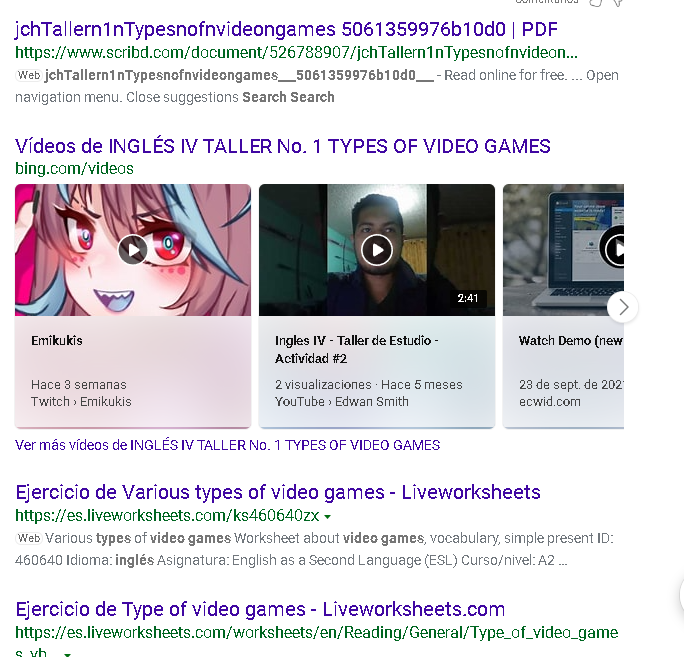 jchTallern1nTypesnofnvideongames 5061359976b10d0 | PDF
https://www.scribd.com/document/526788907/jchTallern1nTypesnofnvideon...
Web jchTallern1nTypesnofnvideongames___5061359976b10d0___ - Read online for free. ... Open
navigation menu. Close suggestions Search Search
Vídeos de INGLÉS IV TALLER No. 1 TYPES OF VIDEO GAMES
bing.com/videos
2:41
Emikukis
Hace 3 semanas
Twitch › Emikukis
Ingles IV - Taller de Estudio -
Actividad #2
2 visualizaciones · Hace 5 meses
YouTube › Edwan Smith
Watch Demo (new
23 de sept. de 202
ecwid.com
Ver más vídeos de INGLÉS IV TALLER No. 1 TYPES OF VIDEO GAMES
Ejercicio de Various types of video games - Liveworksheets
https://es.liveworksheets.com/ks460640zx
Web Various types of video games Worksheet about video games, vocabulary, simple present ID:
460640 Idioma: inglés Asignatura: English as a Second Language (ESL) Curso/nivel: A2 ...
Ejercicio de Type of video games - Liveworksheets.com
https://es.liveworksheets.com/worksheets/en/Reading/General/Type_of_video_game